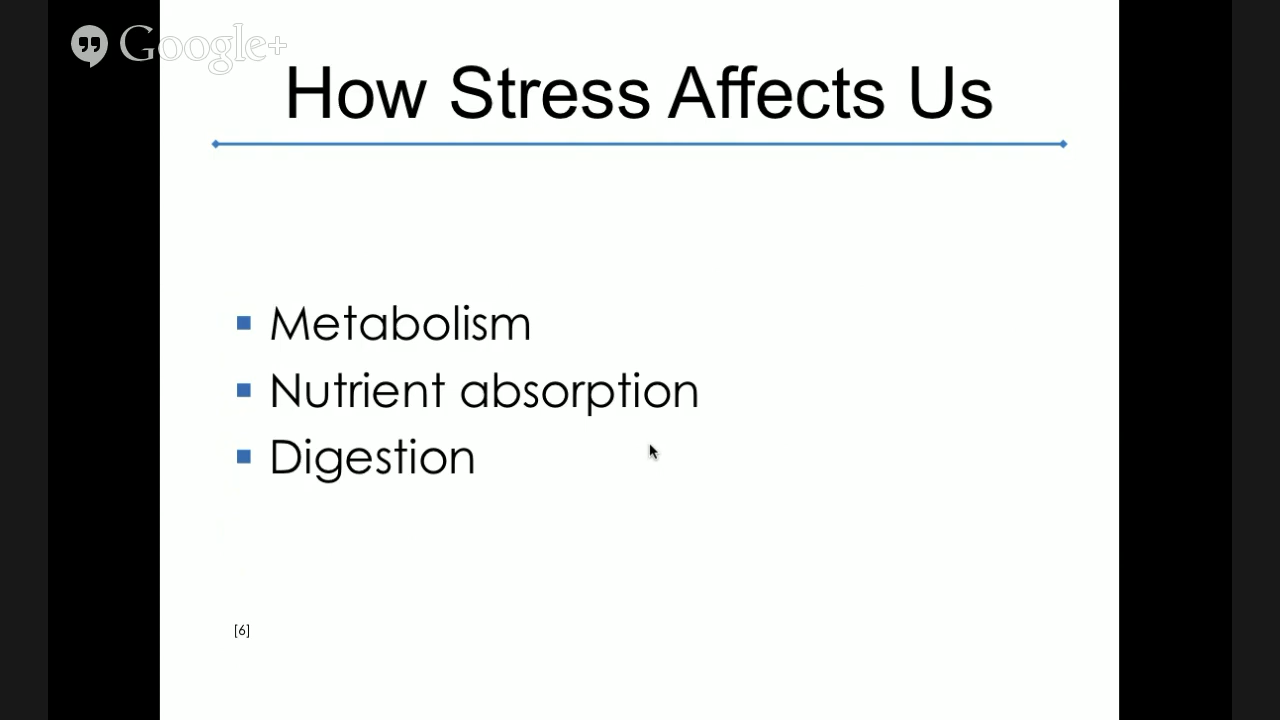 Google+
How Stress Affects Us
Metabolism
Nutrient absorption
Digestion
[6]